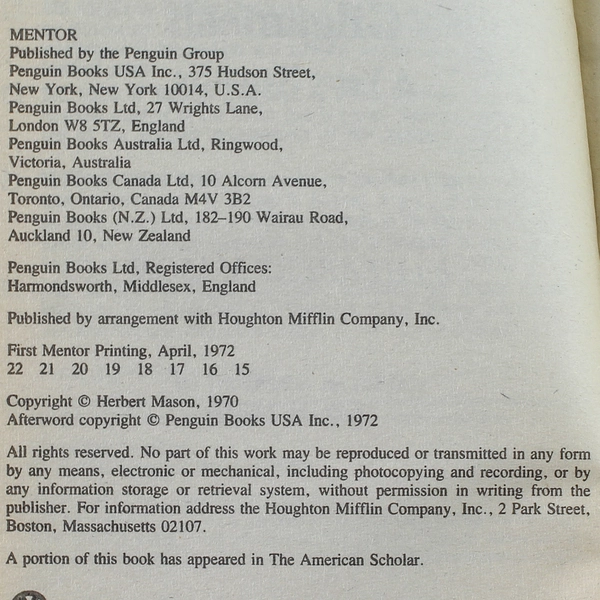 MENTOR
Published by the Penguin Group
Penguin Books USA Inc., 375 Hudson Street,
New York, New York 10014, U.S.A.
Penguin Books Ltd, 27 Wrights Lane,
London W8 5TZ, England
Penguin Books Australia Ltd, Ringwood,
Victoria, Australia
Penguin Books Canada Ltd, 10 Alcorn Avenue,
Toronto, Ontario, Canada M4V 3B2
Penguin Books (N.Z.) Ltd, 182–190 Wairau Road,
Auckland 10, New Zealand
Penguin Books Ltd, Registered Offices:
Harmondsworth, Middlesex, England
Published by arrangement with Houghton Mifflin Company, Inc.
First Mentor Printing, April, 1972
22 21 20 19 18 17 16 15
Copyright © Herbert Mason, 1970
Afterword copyright © Penguin Books USA Inc., 1972
All rights reserved. No part of this work may be reproduced or transmitted in any form
by any means, electronic or mechanical, including photocopying and recording, or by
any information storage or retrieval system, without permission in writing from the
publisher. For information address the Houghton Mifflin Company, Inc., 2 Park Street,
Boston, Massachusetts 02107.
A portion of this book has appeared in The American Scholar.